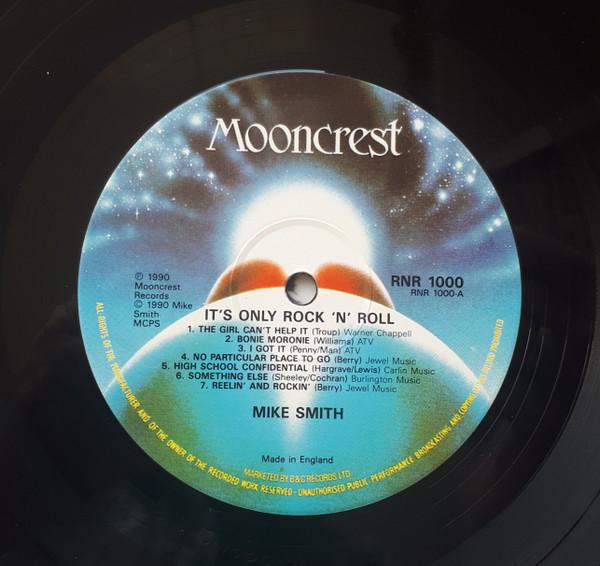 Mooncrest
℗ 1990
Mooncrest
Records
© 1990 Mike
Smith
MCPS
RNR 1000
RNR 1000-A
IT'S ONLY ROCK 'N' ROLL
1. THE GIRL CAN'T HELP IT (Troup) Warner Chappell
2. BONIE MORONIE (Williams) ATV
3. I GOT IT (Penny/Man) ATV
4. NO PARTICULAR PLACE TO GO (Berry) Jewel Music
5. HIGH SCHOOL CONFIDENTIAL (Hargrave/Lewis) Carlin Music
6. SOMETHING ELSE (Sheeley/Cochran) Burlington Music
7. REELIN' AND ROCKIN' (Berry) Jewel Music
MIKE SMITH
Made in England
MARKETED BY B&C RECORDS LTD
ALL RIGHTS OF THE MANUFACTURER AND OF THE OWNER OF THE RECORDED WORK RESERVED · UNAUTHORISED PUBLIC PERFORMANCE BROADCASTING AND COPYING OF THIS RECORD PROHIBITED